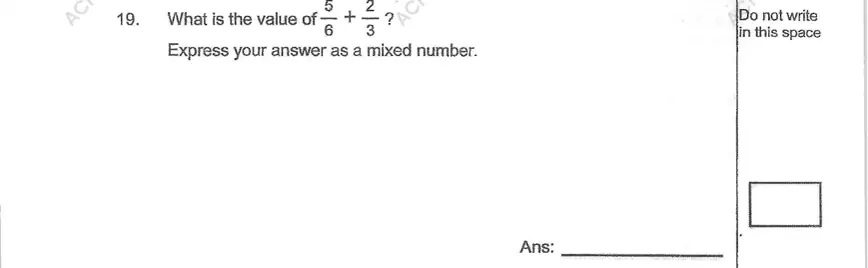 19. What is the value of 5/6 + 2/3 ?
Express your answer as a mixed number.
Do not write
in this space
Ans: